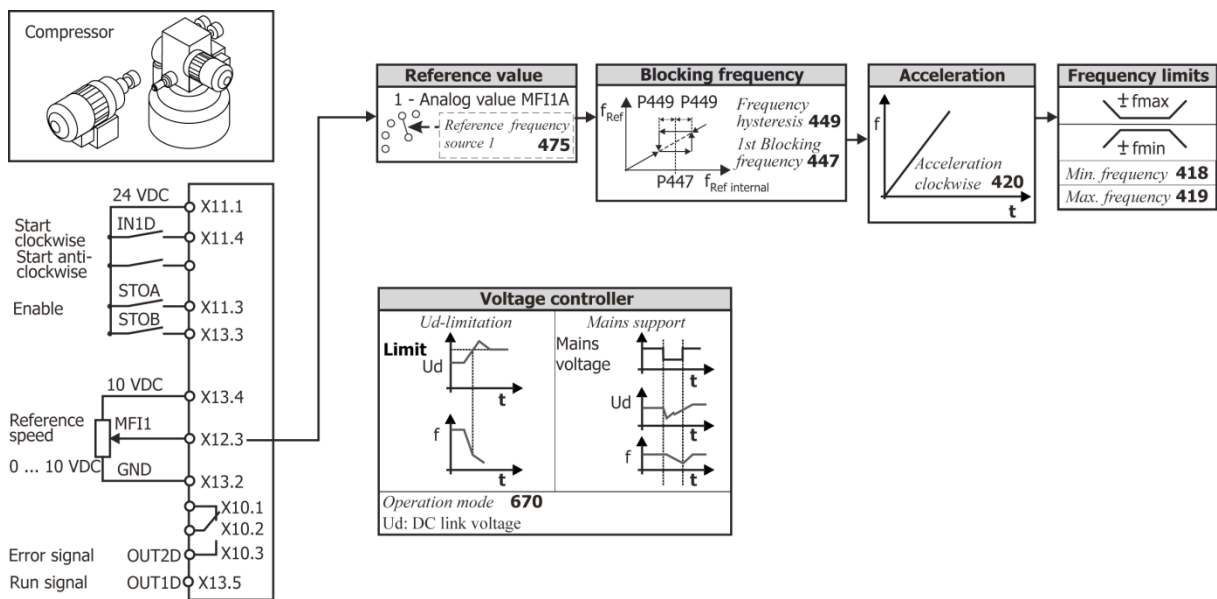 Compressor
24 VDC
X11.1
Start clockwise
IN1D
X11.4
Start anti-
clockwise
Enable
STOA
X11.3
STOB
X13.3
10 VDC
X13.4
Reference
speed
MFI1
X12.3
0 ... 10 VDC
GND
X13.2
X10.1
X10.2
Error signal
OUT2D
X10.3
Run signal
OUT1D
X13.5
Reference value
1 - Analog value MFI1A
Reference frequency
source 1
475
Blocking frequency
P449 P449
fRef
P447
fRef internal
Frequency
hysteresis 449
1st Blocking
frequency 447
Acceleration
f
Acceleration
clockwise 420
t
Frequency limits
± fmax
± fmin
Min. frequency 418
Max. frequency 419
Voltage controller
Ud-limitation
Limit
Ud
t
f
t
Mains support
Mains
voltage
t
Ud
t
f
t
Operation mode 670
Ud: DC link voltage